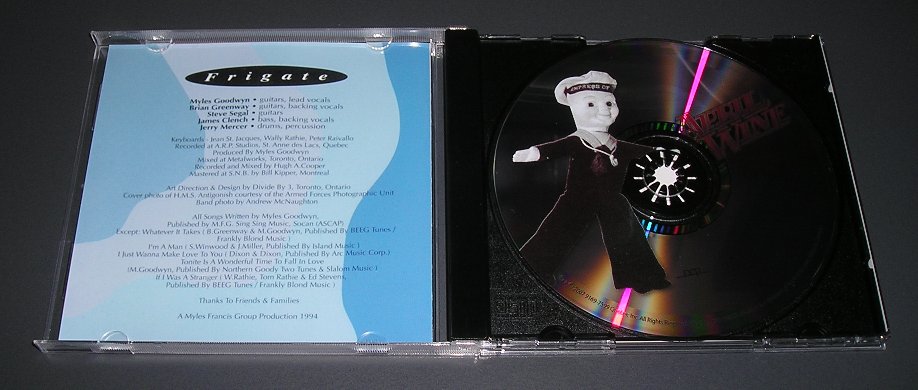 Frigate
Myles Goodwyn • guitars, lead vocals
Brian Greenway • guitars, backing vocals
Steve Segal • guitars
James Clench • bass, backing vocals
Jerry Mercer • drums, percussion
Keyboards - Jean St. Jacques, Wally Rathie, Peter Raivallo
Recorded at A.R.P. Studios, St. Anne des Lacs, Quebec
Produced By Myles Goodwyn
Mixed at Metalworks, Toronto, Ontario
Recorded and Mixed by Hugh A.Cooper
Mastered at S.N.B. by Bill Kipper, Montreal
Art Direction & Design by Divide By 3, Toronto, Ontario
Cover photo of H.M.S. Antigonish courtesy of the Armed Forces Photographic Unit
Band photo by Andrew McNaughton
All Songs Written by Myles Goodwyn,
Published by M.F.G. Sing Sing Music, Socan (ASCAP)
Except: Whatever It Takes ( B.Greenway & M.Goodwyn, Published By BEEG Tunes /
Frankly Blond Music )
I'm A Man ( S.Winwood & J.Miller, Published By Island Music )
I Just Wanna Make Love To You ( Dixon & Dixon, Published By Arc Music Corp.)
Tonite Is A Wonderful Time To Fall In Love
(M.Goodwyn, Published by Northern Goody Two Tunes & Slalom Music )
If I Was A Stranger ( W.Rathie, Tom Rathie & Ed Stevens,
Published By BEEG Tunes / Frankly Blond Music )
Thanks To Friends & Families
A Myles Francis Group Production 1994
APRIL
WINE
Inc. All Rights